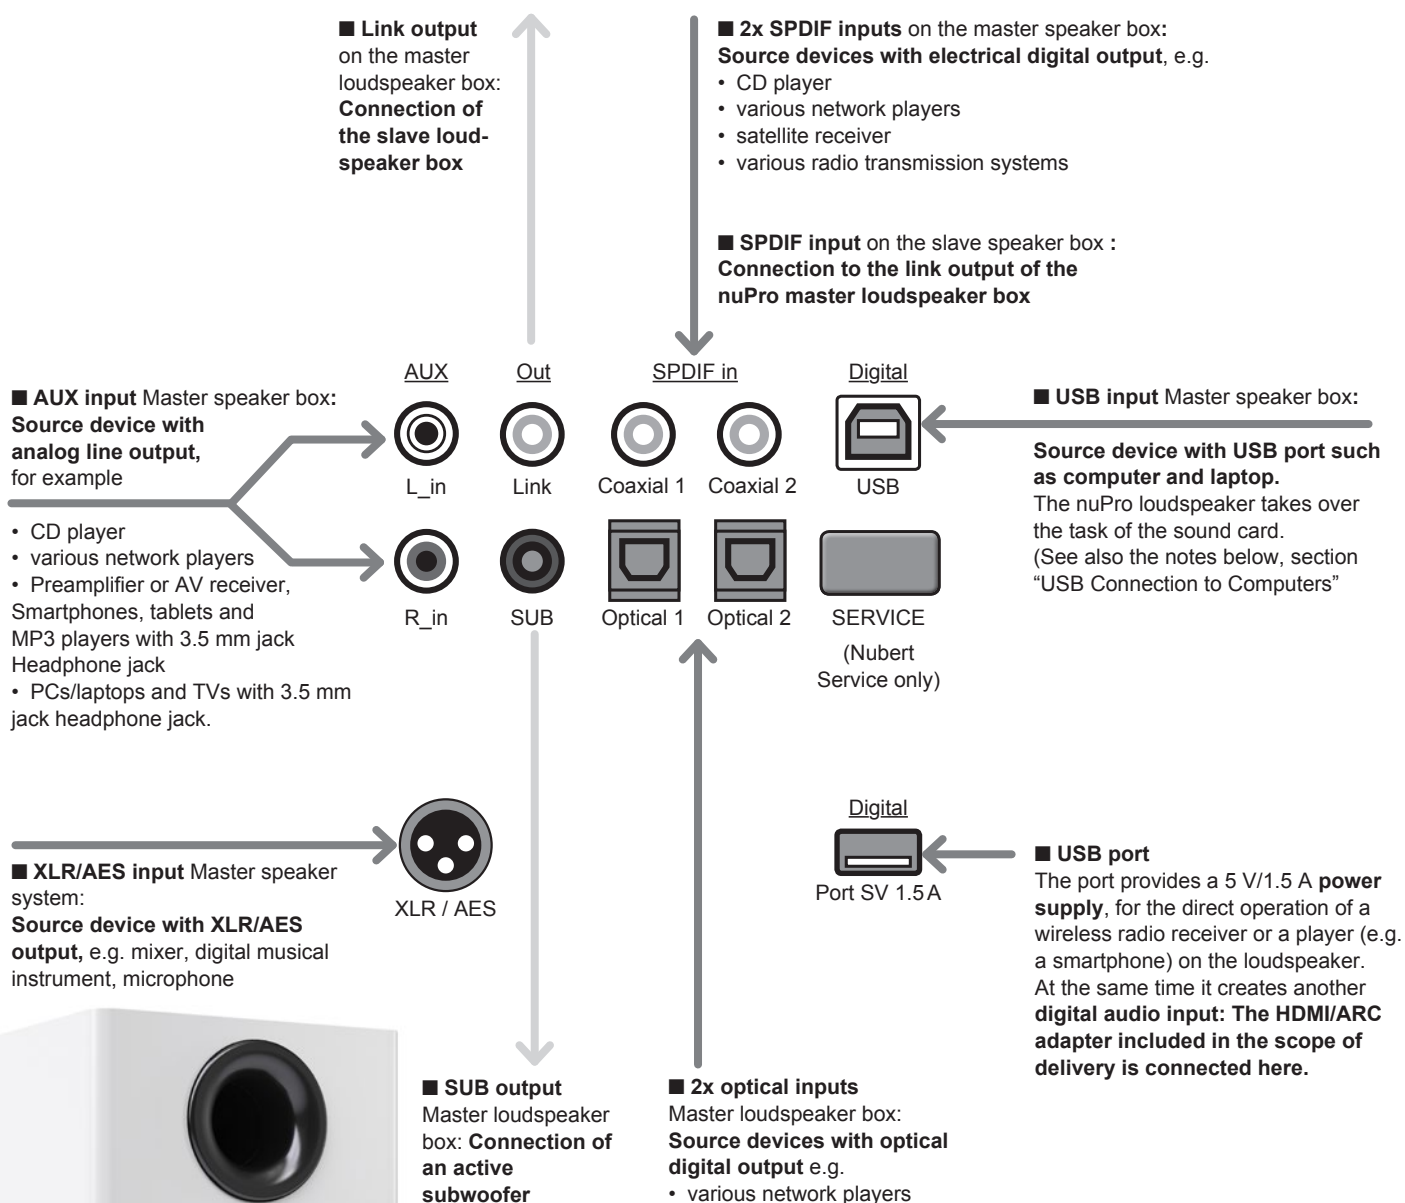 ■ Link output
on the master
loudspeaker box:
Connection of
the slave loud-
speaker box
■ 2x SPDIF inputs on the master speaker box:
Source devices with electrical digital output, e.g.
• CD player
• various network players
• satellite receiver
• various radio transmission systems
■ SPDIF input on the slave speaker box :
Connection to the link output of the
nuPro master loudspeaker box
■ AUX input Master speaker box:
Source device with
analog line output,
for example
• CD player
• various network players
• Preamplifier or AV receiver,
Smartphones, tablets and
MP3 players with 3.5 mm jack
Headphone jack
• PCs/laptops and TVs with 3.5 mm
jack headphone jack.
AUX
Out
SPDIF in
Digital
L_in
Link
Coaxial 1
Coaxial 2
USB
R_in
SUB
Optical 1
Optical 2
SERVICE
(Nubert
Service only)
■ USB input Master speaker box:
Source device with USB port such
as computer and laptop.
The nuPro loudspeaker takes over
the task of the sound card.
(See also the notes below, section
“USB Connection to Computers”
■ XLR/AES input Master speaker
system:
Source device with XLR/AES
output, e.g. mixer, digital musical
instrument, microphone
XLR / AES
Digital
Port SV 1.5 A
■ USB port
The port provides a 5 V/1.5 A power
supply, for the direct operation of a
wireless radio receiver or a player (e.g.
a smartphone) on the loudspeaker.
At the same time it creates another
digital audio input: The HDMI/ARC
adapter included in the scope of
delivery is connected here.
■ SUB output
Master loudspeaker
box: Connection of
an active
subwoofer
■ 2x optical inputs
Master loudspeaker box:
Source devices with optical
digital output e.g.
• various network players